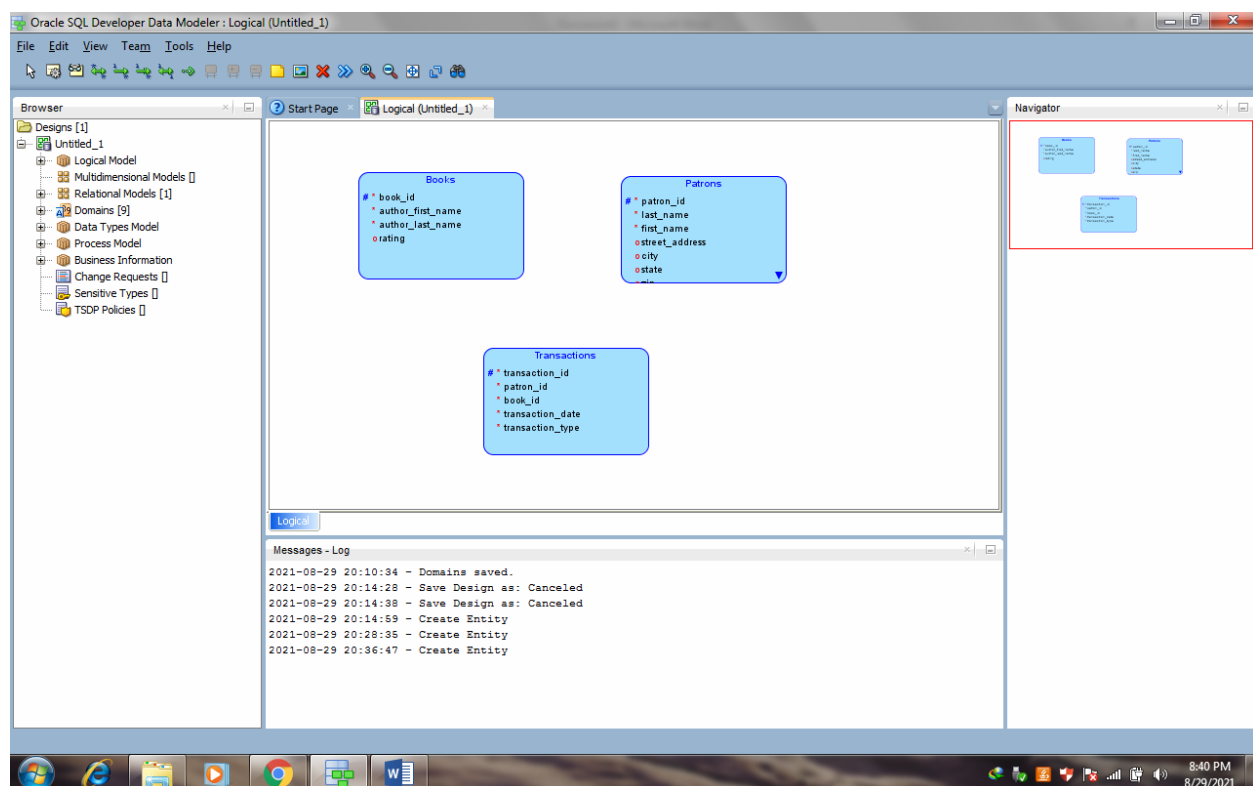 Oracle SQL Developer Data Modeler : Logical (Untitled_1)
File Edit View Team Tools Help
Browser
Designs [1]
Untitled_1
Logical Model
Multidimensional Models []
Relational Models [1]
Domains [9]
Data Types Model
Process Model
Business Information
Change Requests []
Sensitive Types []
TSDP Policies []
Start Page
Logical (Untitled_1)
Books
# * book_id
* author_first_name
* author_last_name
o rating
Patrons
# * patron_id
* last_name
* first_name
o street_address
o city
o state
Transactions
# * transaction_id
* patron_id
* book_id
* transaction_date
* transaction_type
Logical
Messages - Log
2021-08-29 20:10:34 - Domains saved.
2021-08-29 20:14:28 - Save Design as: Canceled
2021-08-29 20:14:38 - Save Design as: Canceled
2021-08-29 20:14:59 - Create Entity
2021-08-29 20:28:35 - Create Entity
2021-08-29 20:36:47 - Create Entity
Navigator
8:40 PM
8/29/2021